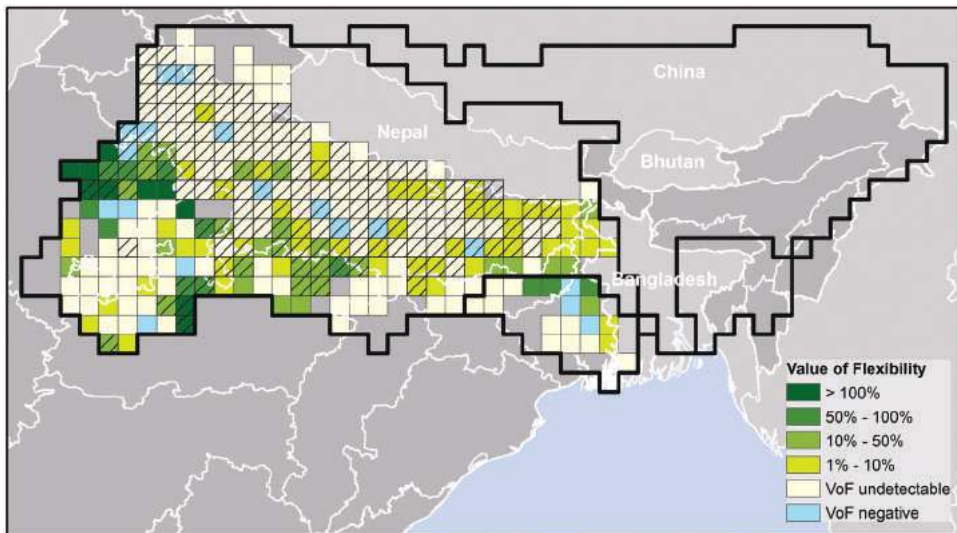 China
Nepal
Bhutan
Bangladesh
Value of Flexibility
> 100%
50% - 100%
10% - 50%
1% - 10%
VoF undetectable
VoF negative